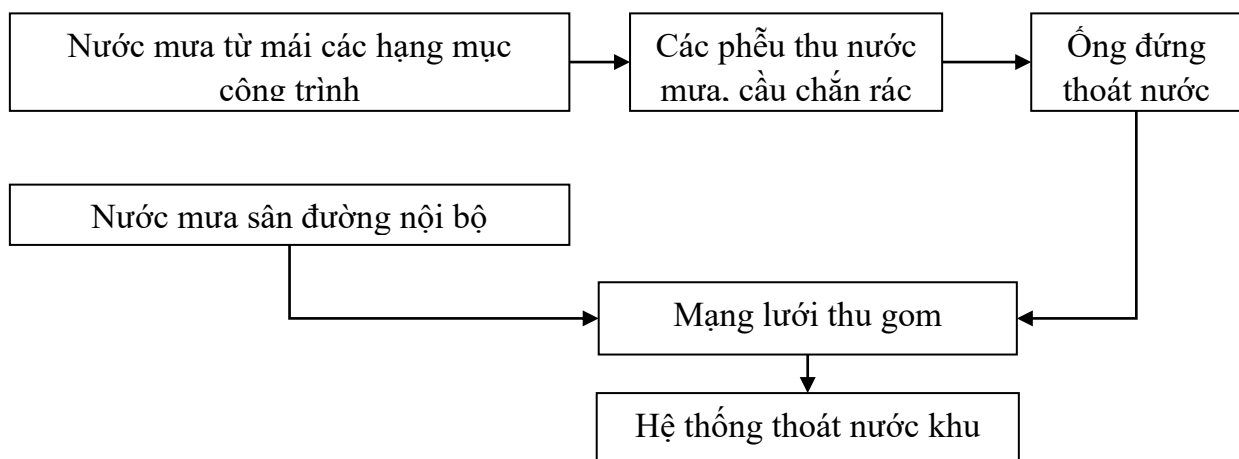 Nước mưa từ mái các hạng mục
công trình
Các phễu thu nước
mưa, cầu chắn rác
Ống đứng
thoát nước
Nước mưa sân đường nội bộ
Mạng lưới thu gom
Hệ thống thoát nước khu